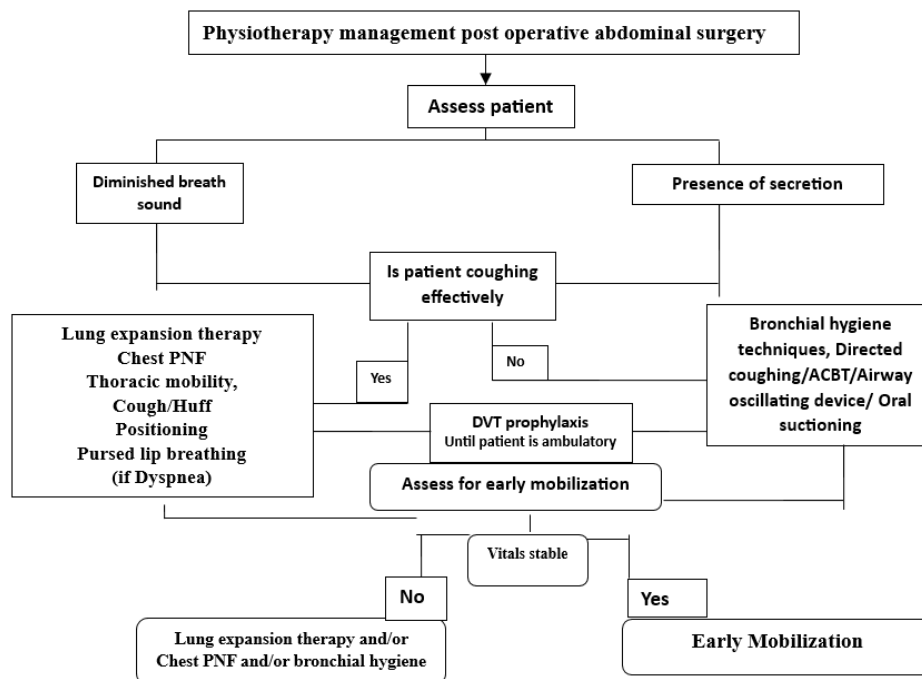 Physiotherapy management post operative abdominal surgery
Assess patient
Diminished breath
sound
Presence of secretion
Is patient coughing
effectively
Lung expansion therapy
Chest PNF
Thoracic mobility,
Cough/Huff
Positioning
Pursed lip breathing
(if Dyspnea)
Yes
No
Bronchial hygiene
techniques, Directed
coughing/ACBT/Airway
oscillating device/ Oral
suctioning
DVT prophylaxis
Until patient is ambulatory
Assess for early mobilization
Vitals stable
No
Yes
Lung expansion therapy and/or
Chest PNF and/or bronchial hygiene
Early Mobilization